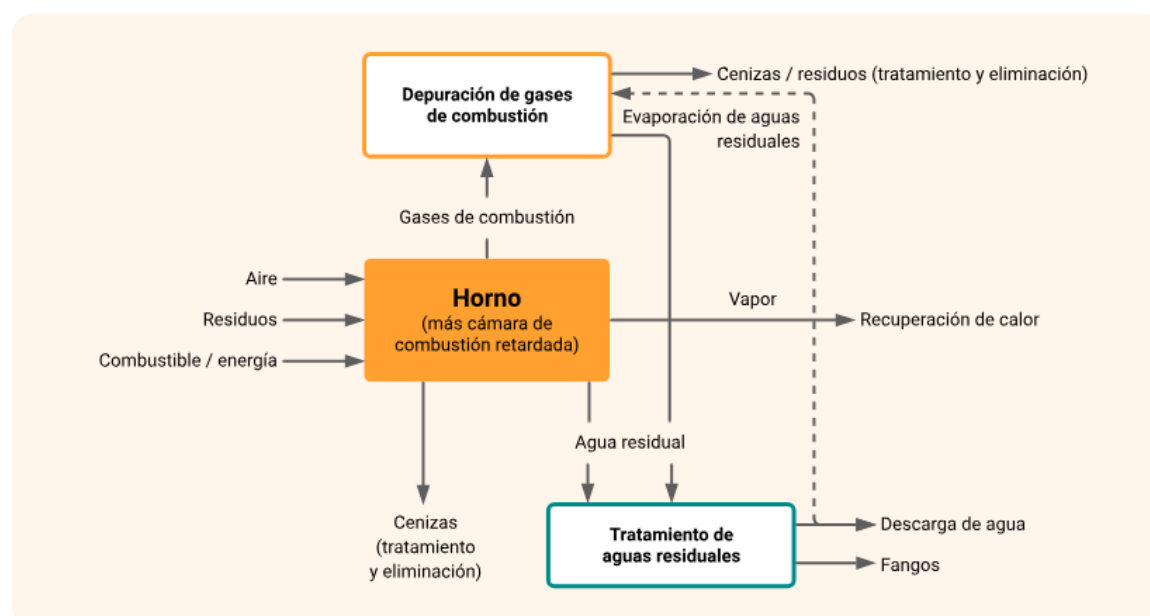 Depuración de gases
de combustión
Cenizas / residuos (tratamiento y eliminación)
Evaporación de aguas
residuales
Gases de combustión
Aire
Residuos
Combustible / energía
Horno
(más cámara de
combustión retardada)
Vapor
Recuperación de calor
Agua residual
Cenizas
(tratamiento
y eliminación)
Tratamiento de
aguas residuales
Descarga de agua
Fangos